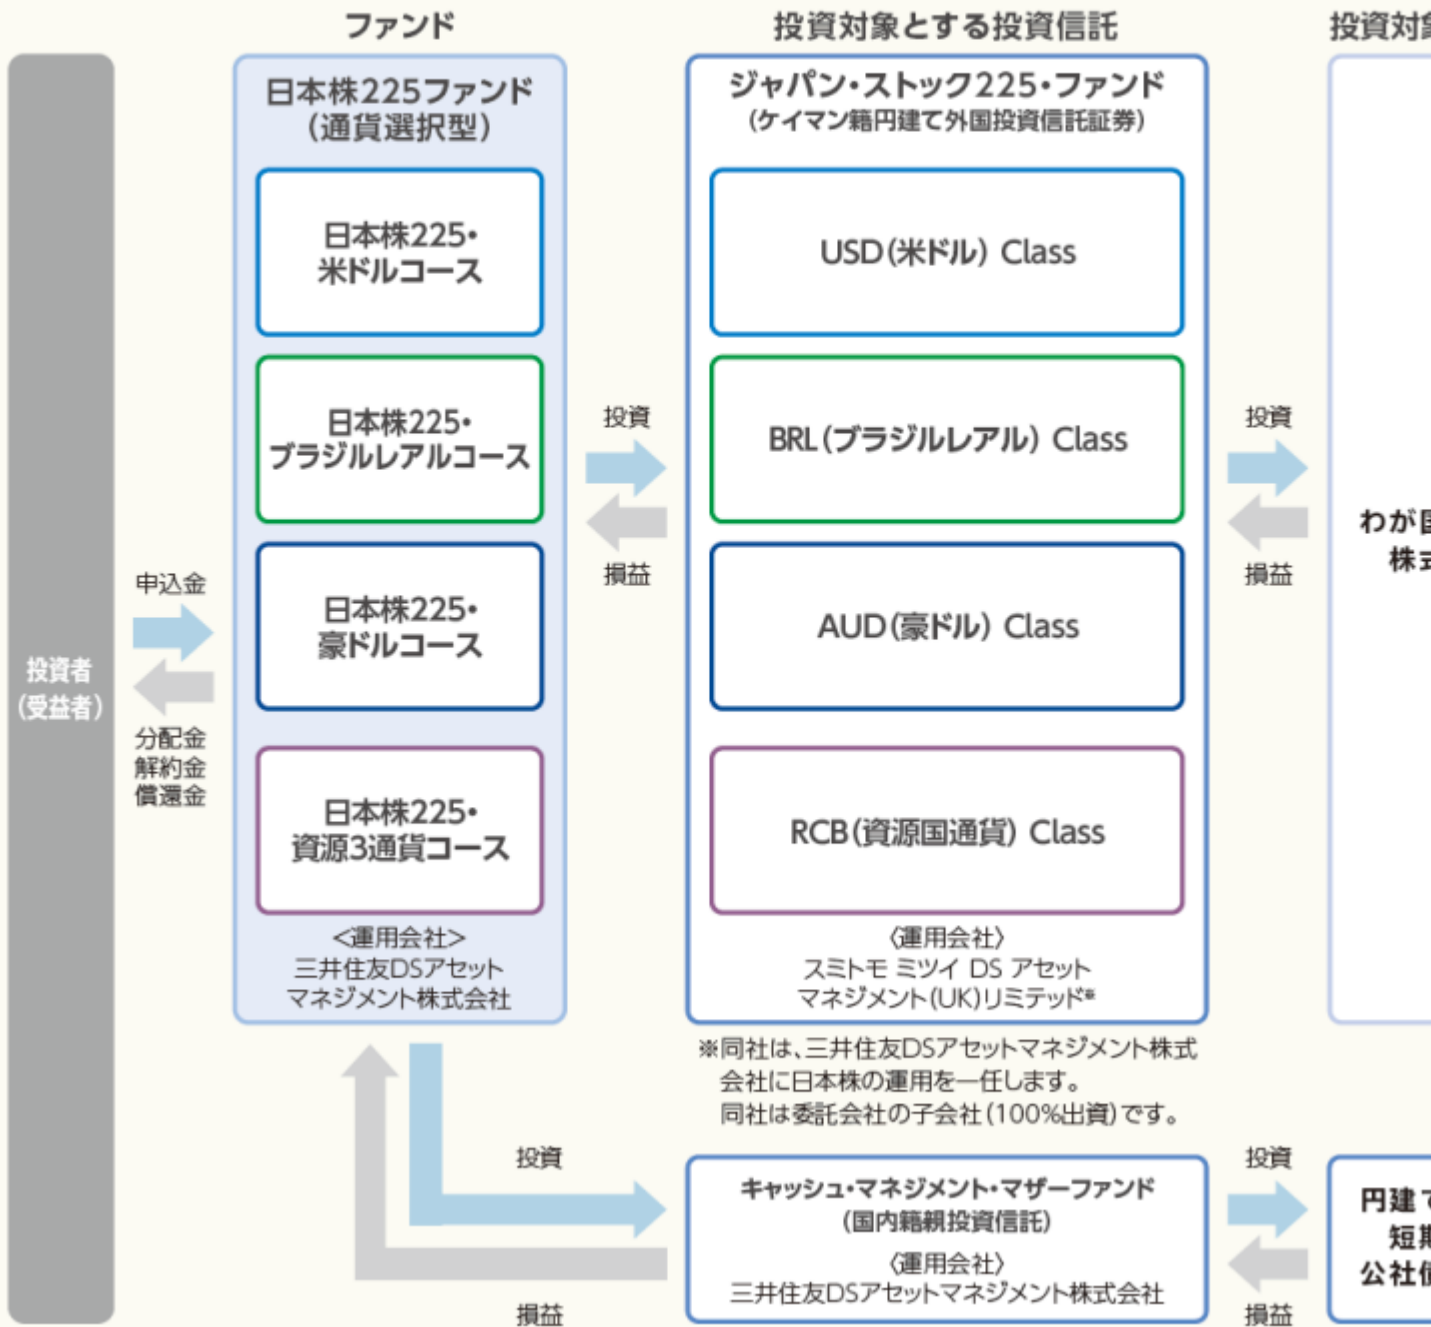 ファンド
投資対象とする投資信託
投資対
投資者
(受益者)
申込金
分配金
解約金
償還金
日本株225ファンド
(通貨選択型)
日本株225・
米ドルコース
日本株225・
ブラジルレアルコース
日本株225・
豪ドルコース
日本株225・
資源3通貨コース
<運用会社>
三井住友DSアセット
マネジメント株式会社
投資
損益
ジャパン・ストック225・ファンド
(ケイマン籍円建て外国投資信託証券)
USD(米ドル) Class
BRL(ブラジルレアル) Class
AUD(豪ドル) Class
RCB(資源国通貨) Class
〈運用会社〉
スミトモ ミツイ DS アセット
マネジメント(UK)リミテッド※
※同社は、三井住友DSアセットマネジメント株式
会社に日本株の運用を一任します。
同社は委託会社の子会社(100%出資)です。
投資
損益
わが
株
投資
損益
キャッシュ・マネジメント・マザーファンド
(国内籍親投資信託)
〈運用会社〉
三井住友DSアセットマネジメント株式会社
投資
損益
円建
短
公社